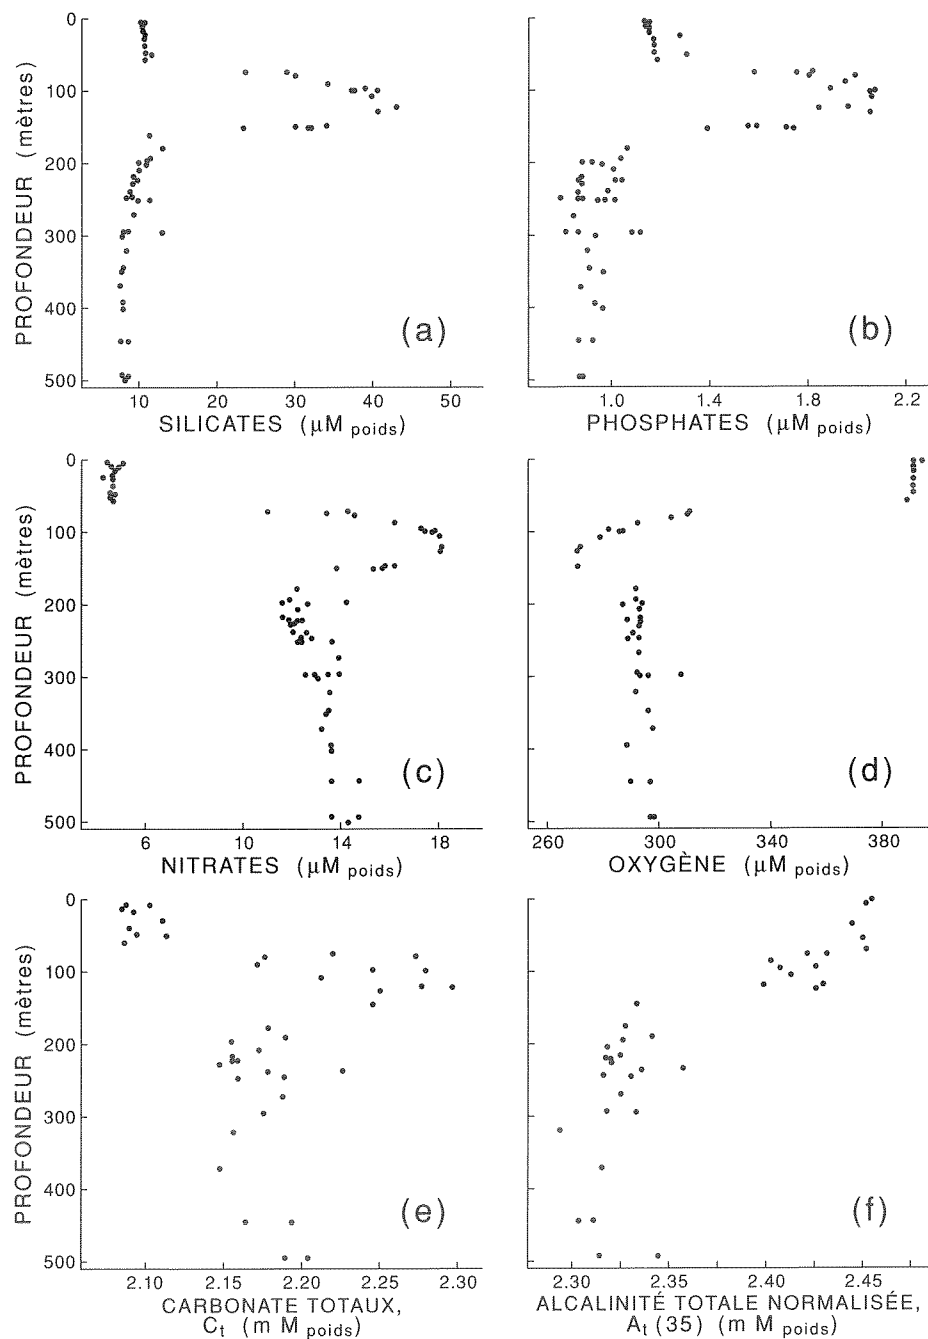 0
100
200
300
400
500
PROFONDEUR (mètres)
(a)
10 20 30 40 50
SILICATES (µM poids)
(b)
1.0 1.4 1.8 2.2
PHOSPHATES (µM poids)
0
100
200
300
400
500
PROFONDEUR (mètres)
(c)
6 10 14 18
NITRATES (µM poids)
(d)
260 300 340 380
OXYGÈNE (µM poids)
0
100
200
300
400
500
PROFONDEUR (mètres)
(e)
2.10 2.15 2.20 2.25 2.30
CARBONATE TOTAUX,
Ct (m M poids)
(f)
2.30 2.35 2.40 2.45
ALCALINITÉ TOTALE NORMALISÉE,
At (35) (m M poids)